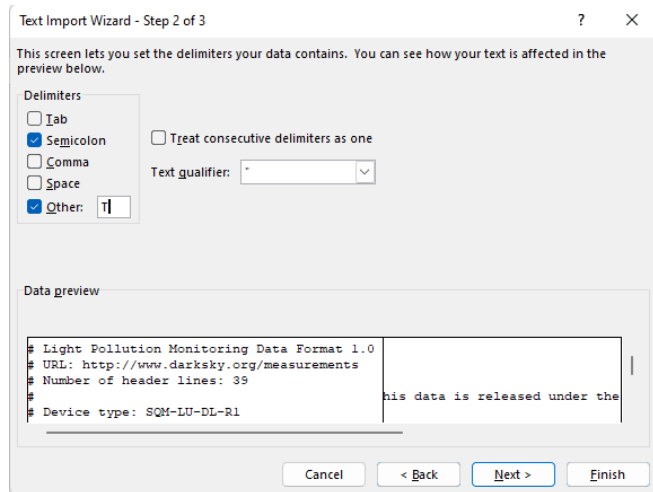 Text Import Wizard - Step 2 of 3 ? ×
This screen lets you set the delimiters your data contains. You can see how your text is affected in the
preview below.
Delimiters
Tab
Semicolon
Comma
Space
Other: T
Treat consecutive delimiters as one
Text qualifier: "
Data preview
# Light Pollution Monitoring Data Format 1.0
# URL: http://www.darksky.org/measurements
# Number of header lines: 39
# his data is released under the
# Device type: SQM-LU-DL-R1
Cancel < Back Next > Finish